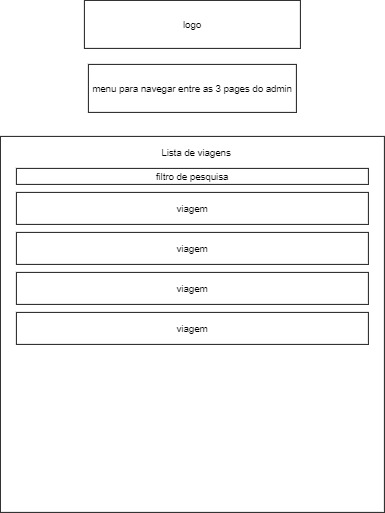 logo
menu para navegar entre as 3 pages do admin
Lista de viagens
filtro de pesquisa
viagem
viagem
viagem
viagem